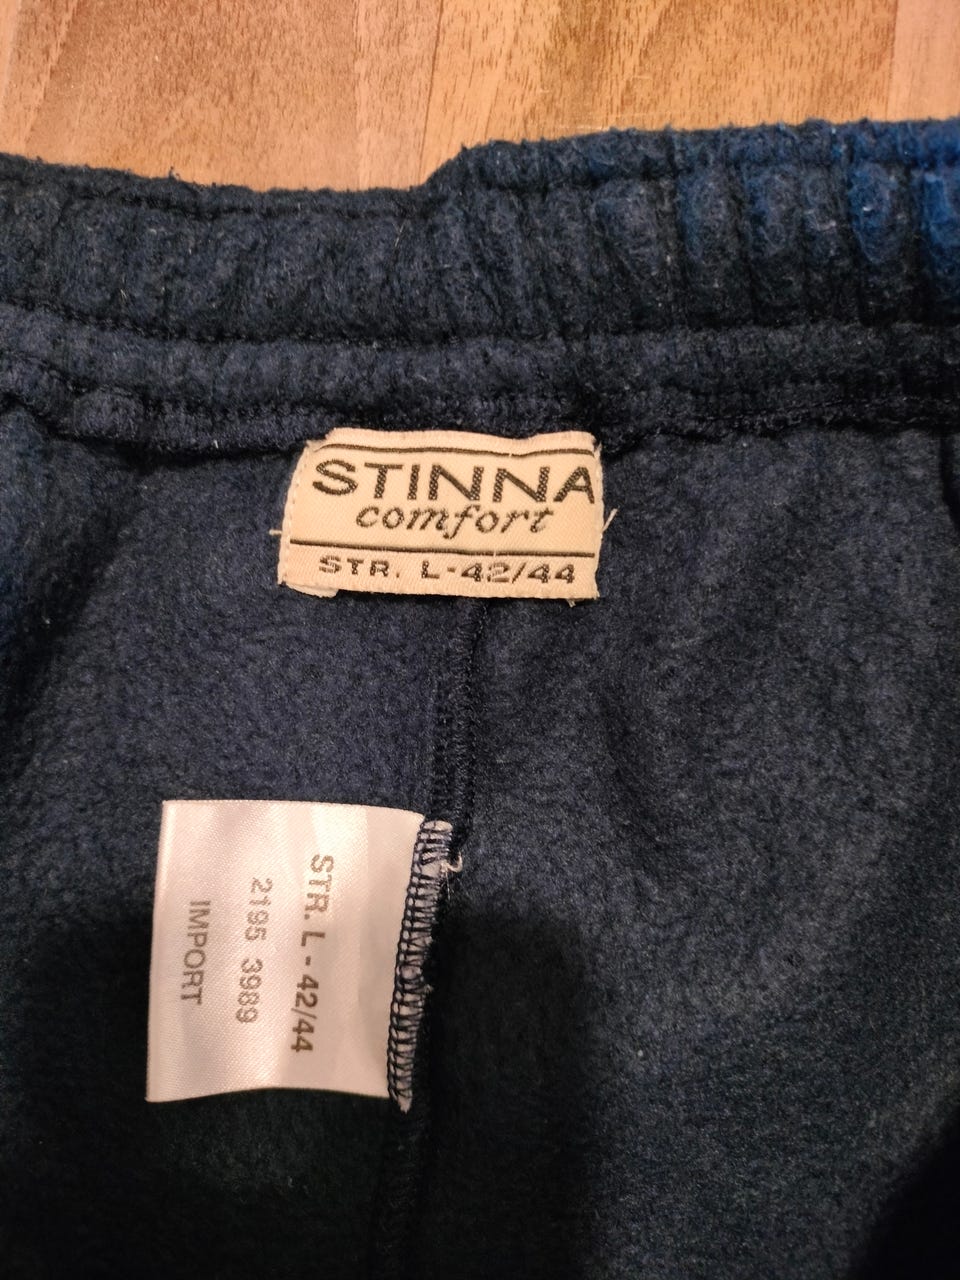 STINNA
comfort
STR. L-42/44
STR. L - 42/44
2195 3989
IMPORT